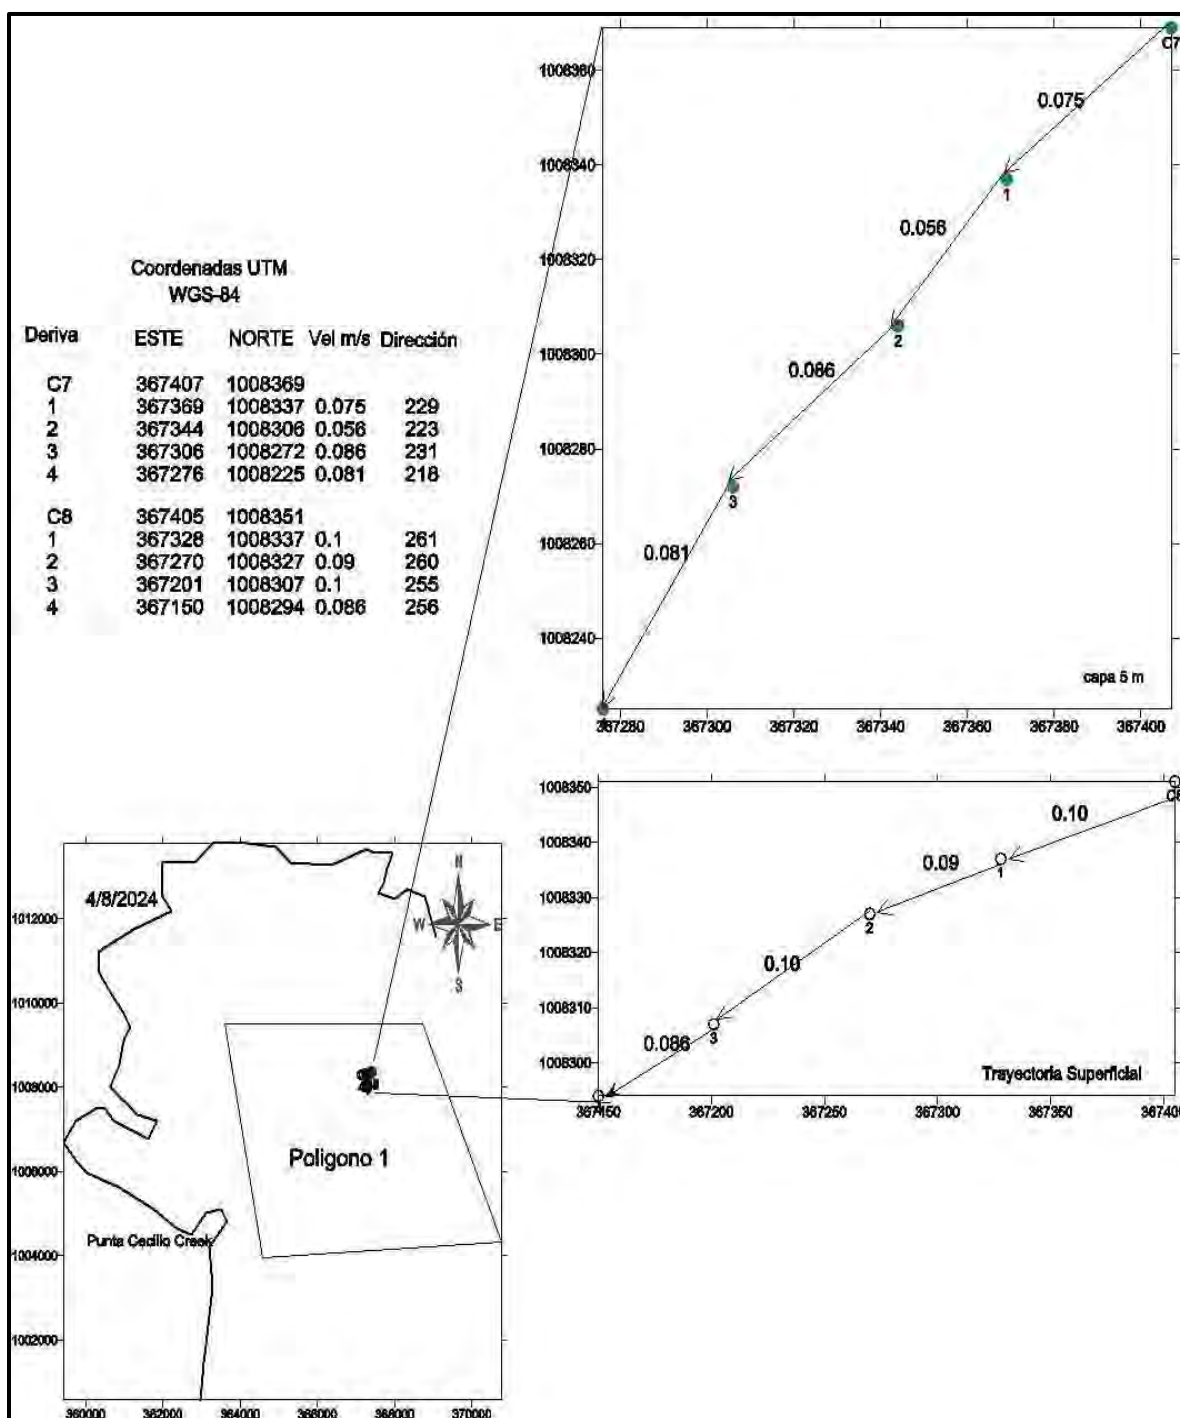 Coordenadas UTM
WGS-84
Deriva ESTE NORTE Vel m/s Dirección
C7 367407 1008369
1 367369 1008337 0.075 229
2 367344 1008306 0.056 223
3 367306 1008272 0.086 231
4 367276 1008225 0.081 218
C8 367405 1008351
1 367328 1008337 0.1 261
2 367270 1008327 0.09 260
3 367201 1008307 0.1 255
4 367150 1008294 0.086 256
C7
1008360
0.075
1008340
1
0.056
1008320
1008300
2
0.086
1008280
3
1008260
0.081
1008240
capa 5 m
4
367280 367300 367320 367340 367360 367380 367400
1008350
C8
0.10
1008340
0.09
1
1008330
2
1008320
0.10
1008310
3
0.086
1008300
Trayectoria Superficial
367150 367200 367250 367300 367350 367400
4/8/2024
N
W E
S
1012000
1010000
1008000
Poligono 1
1006000
Punta Cecilio Creek
1004000
1002000
360000 362000 364000 366000 368000 370000